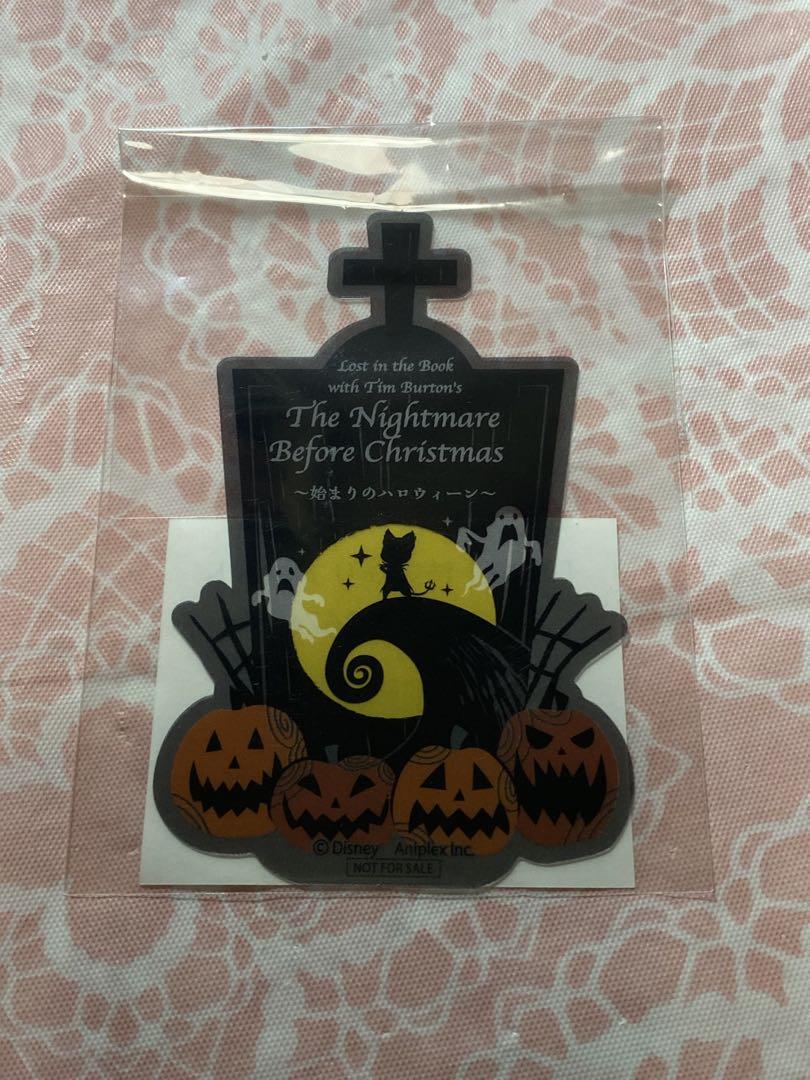 Lost in the Book
with Tim Burton's
The Nightmare
Before Christmas
～始まりのハロウィーン～
©Disney Aniplex Inc.
NOT FOR SALE